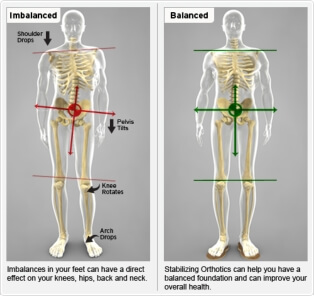 Imbalanced
Shoulder
Drops
Pelvis
Tilts
Knee
Rotates
Arch
Drops
Imbalances in your feet can have a direct
effect on your knees, hips, back and neck.
Balanced
Stabilizing Orthotics can help you have a
balanced foundation and can improve your
overall health.